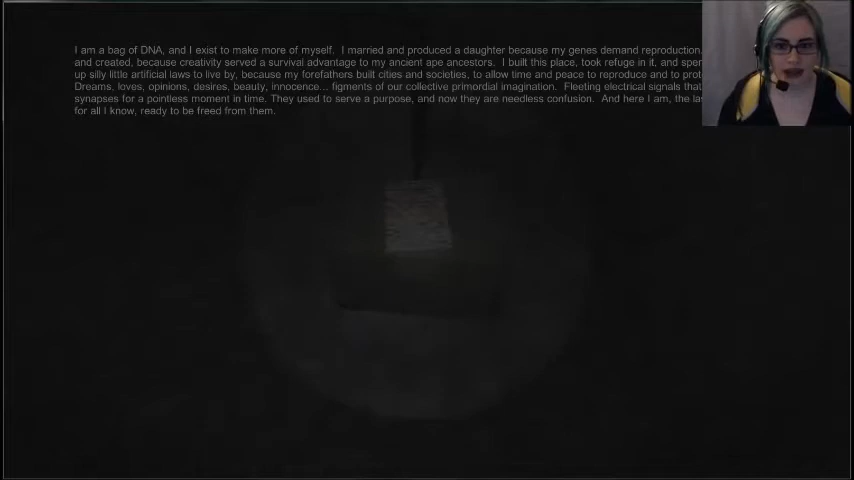 I am a bag of DNA, and I exist to make more of myself.  I married and produced a daughter because my genes demand reproduction.
and created, because creativity served a survival advantage to my ancient ape ancestors.  I built this place, took refuge in it, and
up silly little artificial laws to live by, because my forefathers built cities and societies, to allow time and peace to reproduce and to
Dreams, loves, opinions, desires, beauty, innocence... figments of our collective primordial imagination.  Fleeting electrical signals that
synapses for a pointless moment in time. They used to serve a purpose, and now they are needless confusion.  And here I am, the
for all I know, ready to be freed from them.